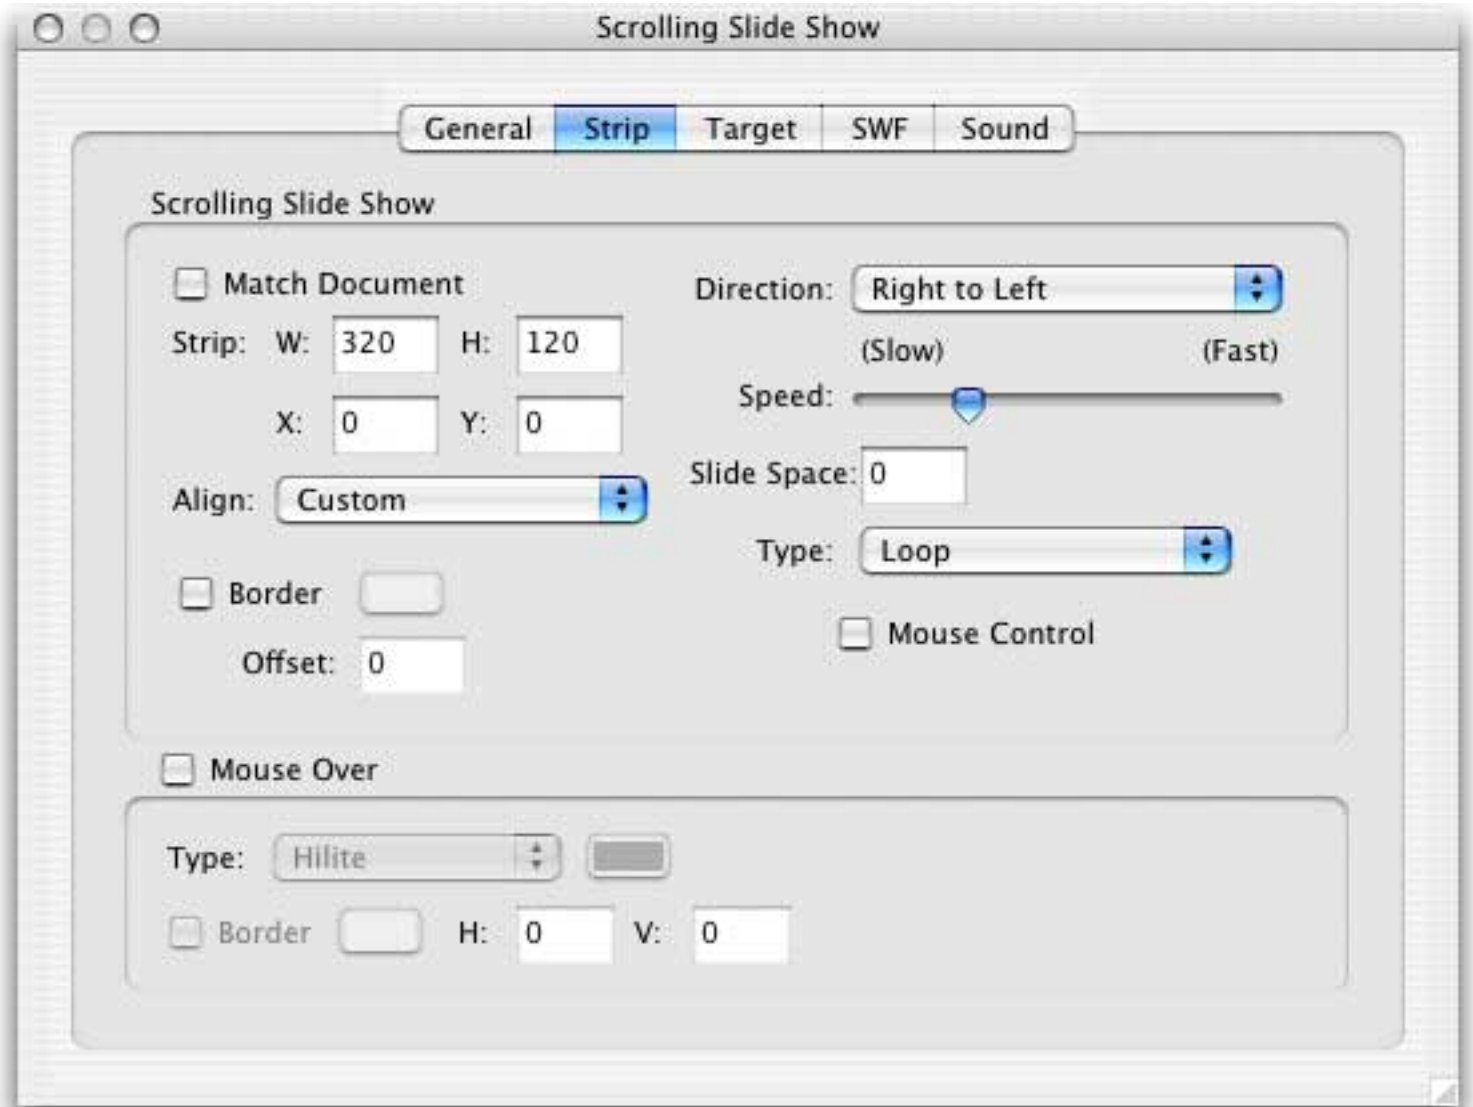 Scrolling Slide Show
General Strip Target SWF Sound
Scrolling Slide Show
Match Document
Strip: W: 320 H: 120
X: 0 Y: 0
Align: Custom
Border
Offset: 0
Direction: Right to Left
(Slow) (Fast)
Speed:
Slide Space: 0
Type: Loop
Mouse Control
Mouse Over
Type: Hilite
Border H: 0 V: 0